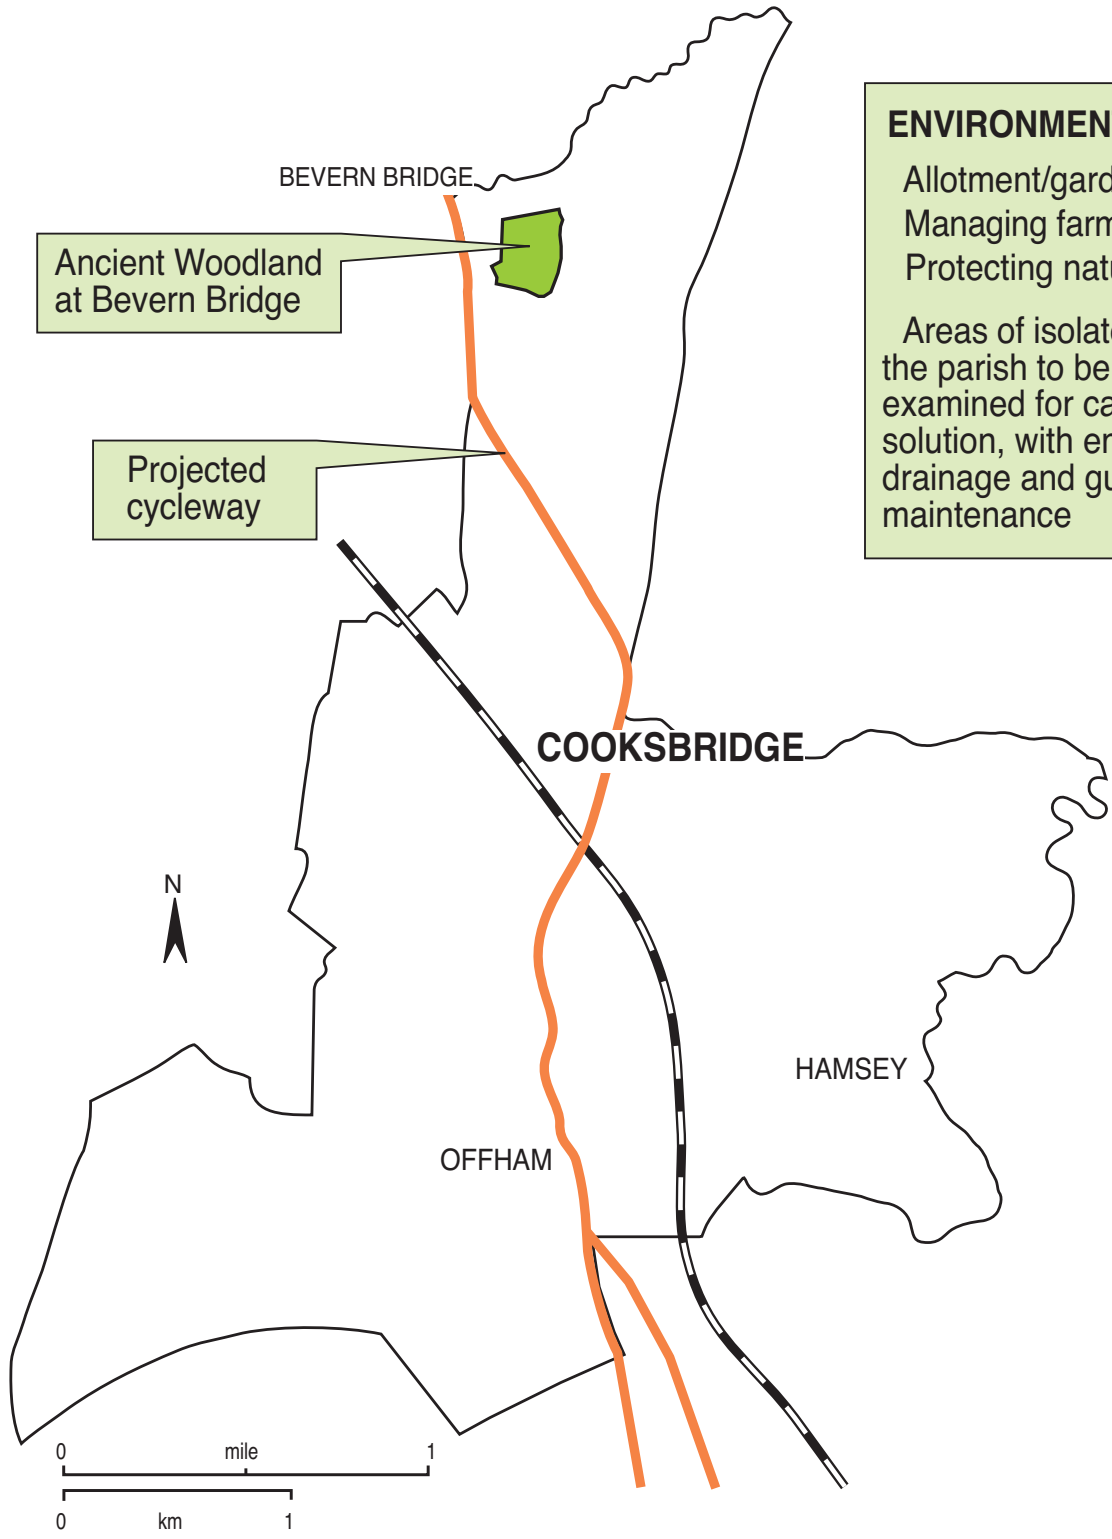 BEVERN BRIDGE
Ancient Woodland
at Bevern Bridge
Projected
cycleway
ENVIRONMEN
Allotment/gard
Managing farm
Protecting natu
Areas of isolate
the parish to be
examined for ca
solution, with en
drainage and gu
maintenance
COOKSBRIDGE
N
HAMSEY
OFFHAM
0 mile 1
0 km 1